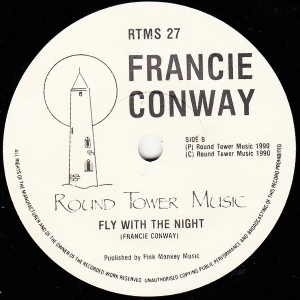 RTMS 27
FRANCIE
CONWAY
SIDE B
(P) Round Tower Music 1990
(C) Round Tower Music 1990
ROUND TOWER MUSIC
FLY WITH THE NIGHT
(FRANCIE CONWAY)
Published by Pink Monkey Music
ALL RIGHTS OF THE MANUFACTURER AND OF THE OWNER OF THE RECORDED WORK RESERVED UNAUTHORISED COPYING PUBLIC PERFORMANCE AND BROADCASTING OF THIS RECORD PROHIBITED